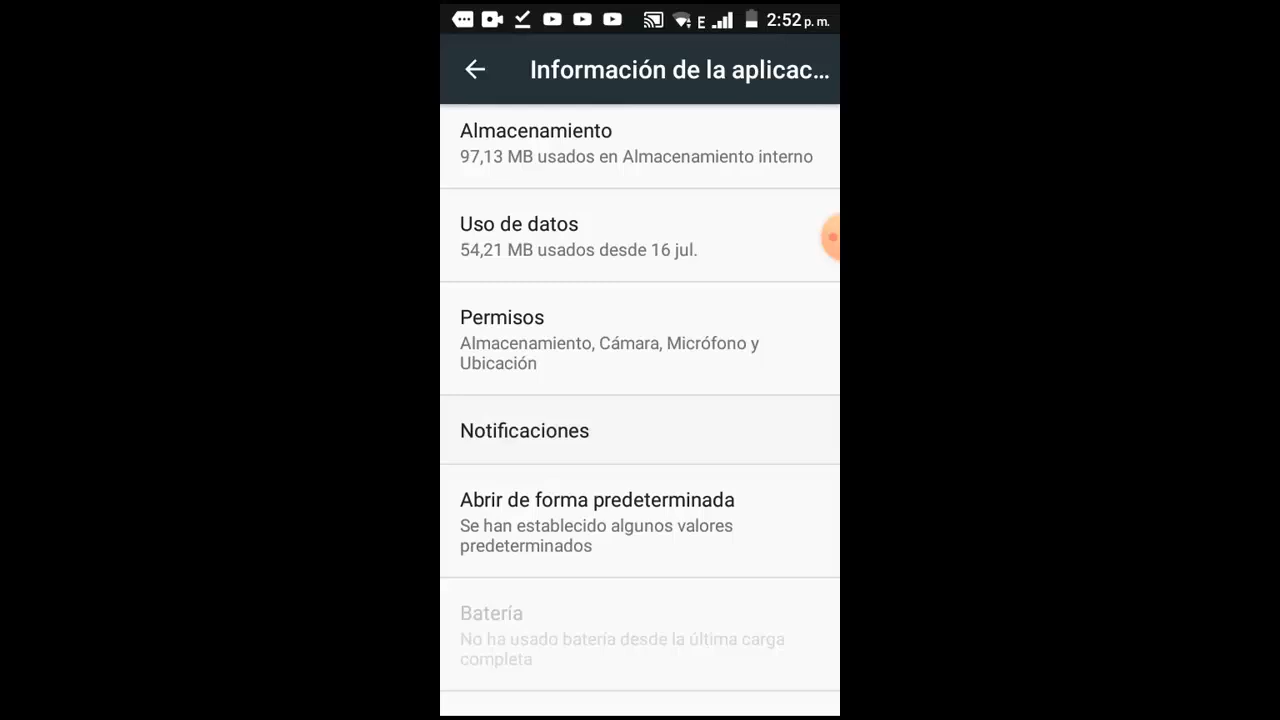 E 2:52 p. m.
Información de la aplicac...
Almacenamiento
97,13 MB usados en Almacenamiento interno
Uso de datos
54,21 MB usados desde 16 jul.
Permisos
Almacenamiento, Cámara, Micrófono y
Ubicación
Notificaciones
Abrir de forma predeterminada
Se han establecido algunos valores
predeterminados
Batería
No ha usado batería desde la última carga
completa